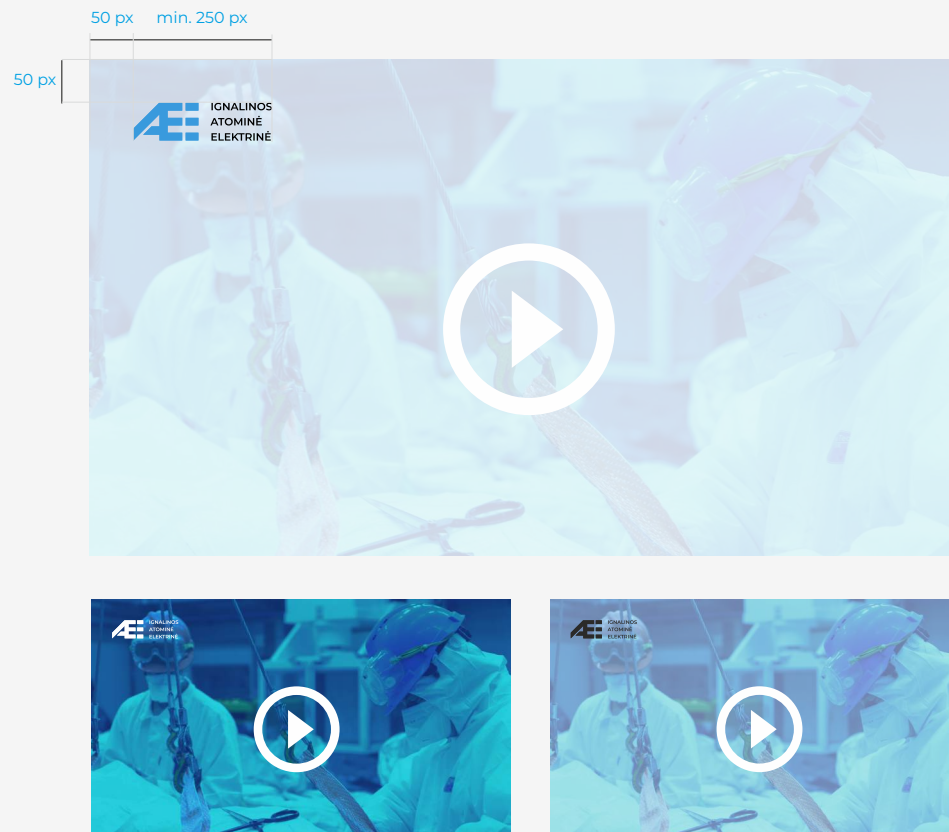 50 px min. 250 px
50 px
IGNALINOS
ATOMINĖ
ELEKTRINĖ
IGNALINOS
ATOMINĖ
ELEKTRINĖ
IGNALINOS
ATOMINĖ
ELEKTRINĖ